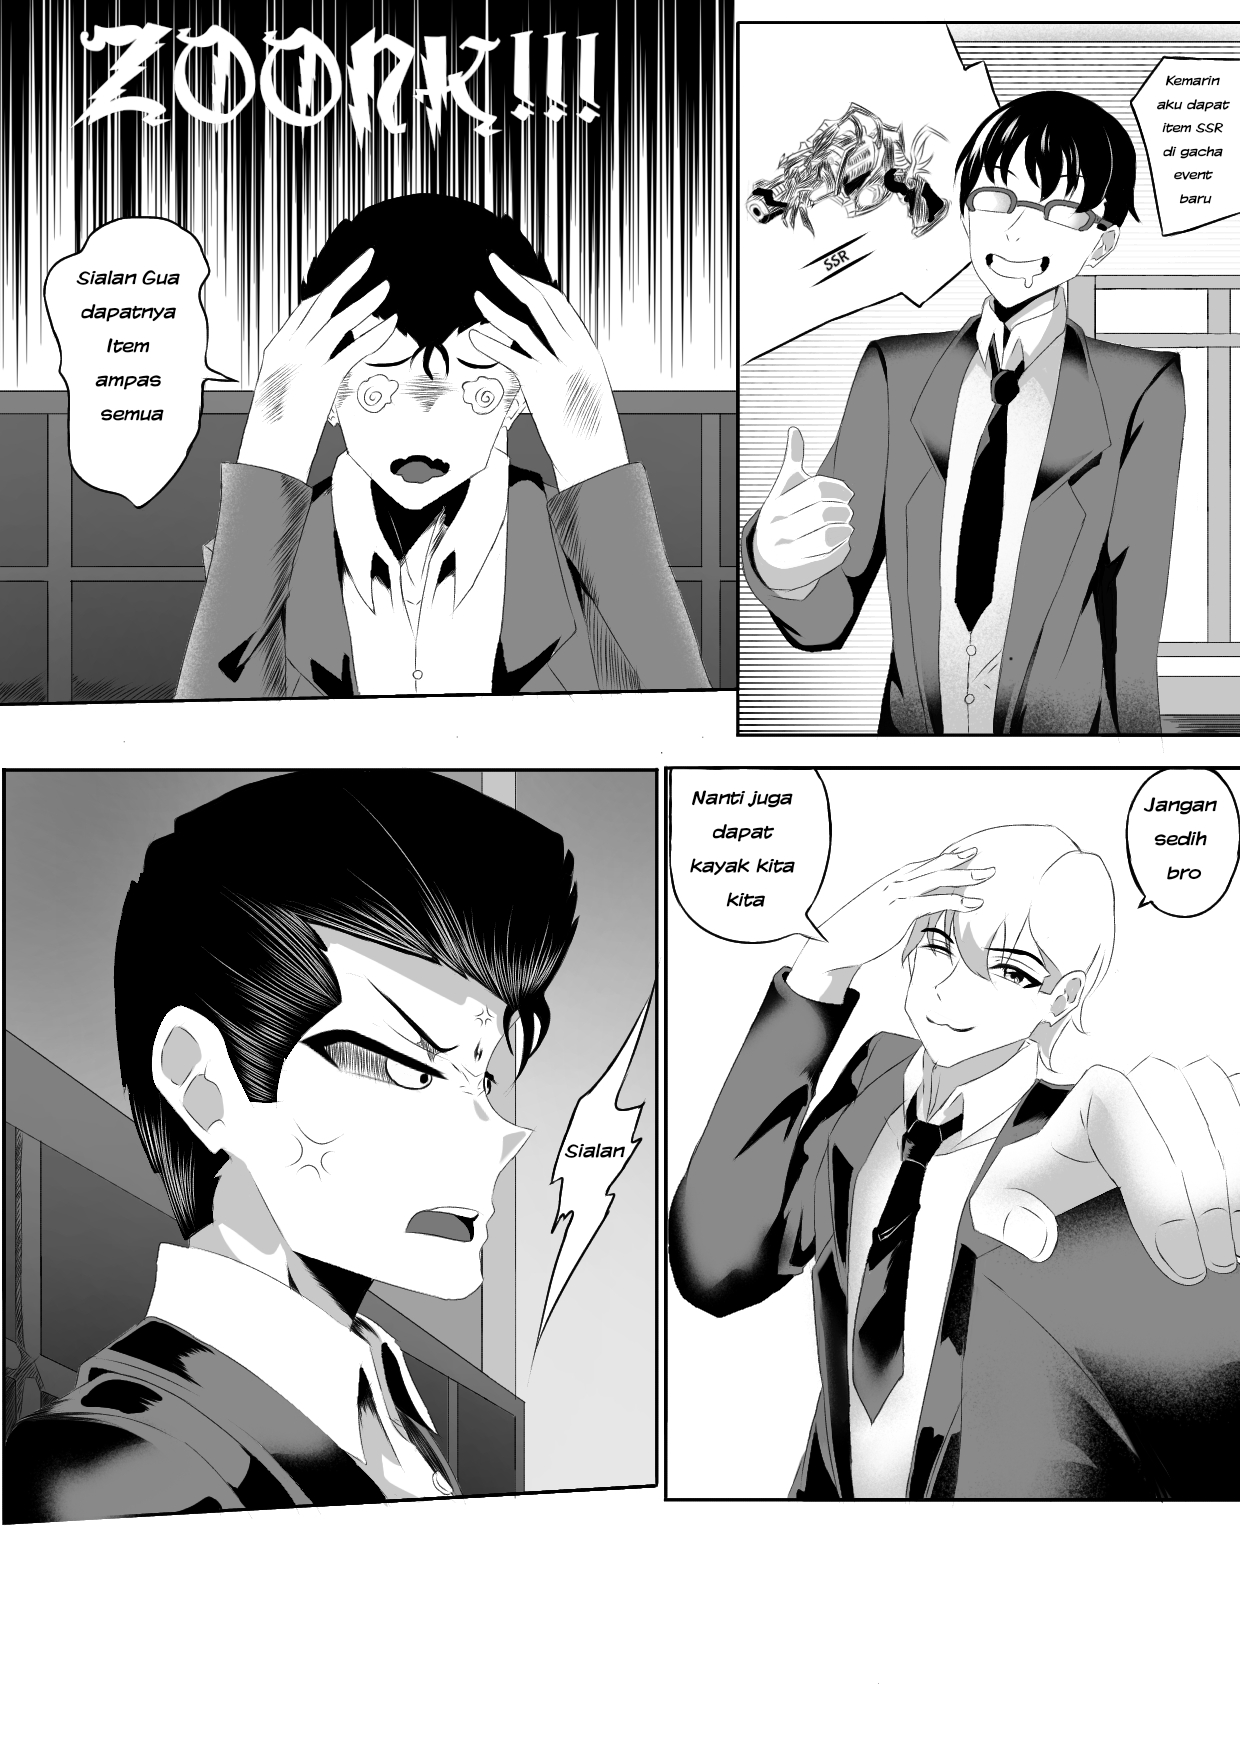 Kemarin
aku dapat
item SSR
di gacha
event
baru
SSR
ZOONK!!!
Sialan Gua
dapatnya
Item
ampas
semua
Jangan
sedih
bro
Nanti juga
dapat
kayak kita
kita
Sialan